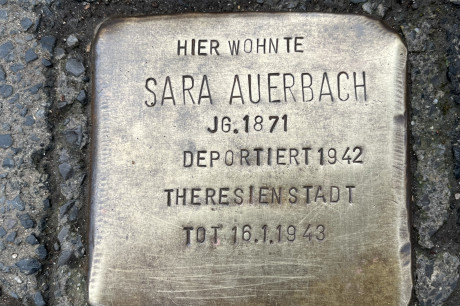 HIER WOHNTE
SARA AUERBACH
JG. 1871
DEPORTIERT 1942
THERESIENSTADT
TOT 16.1.1943